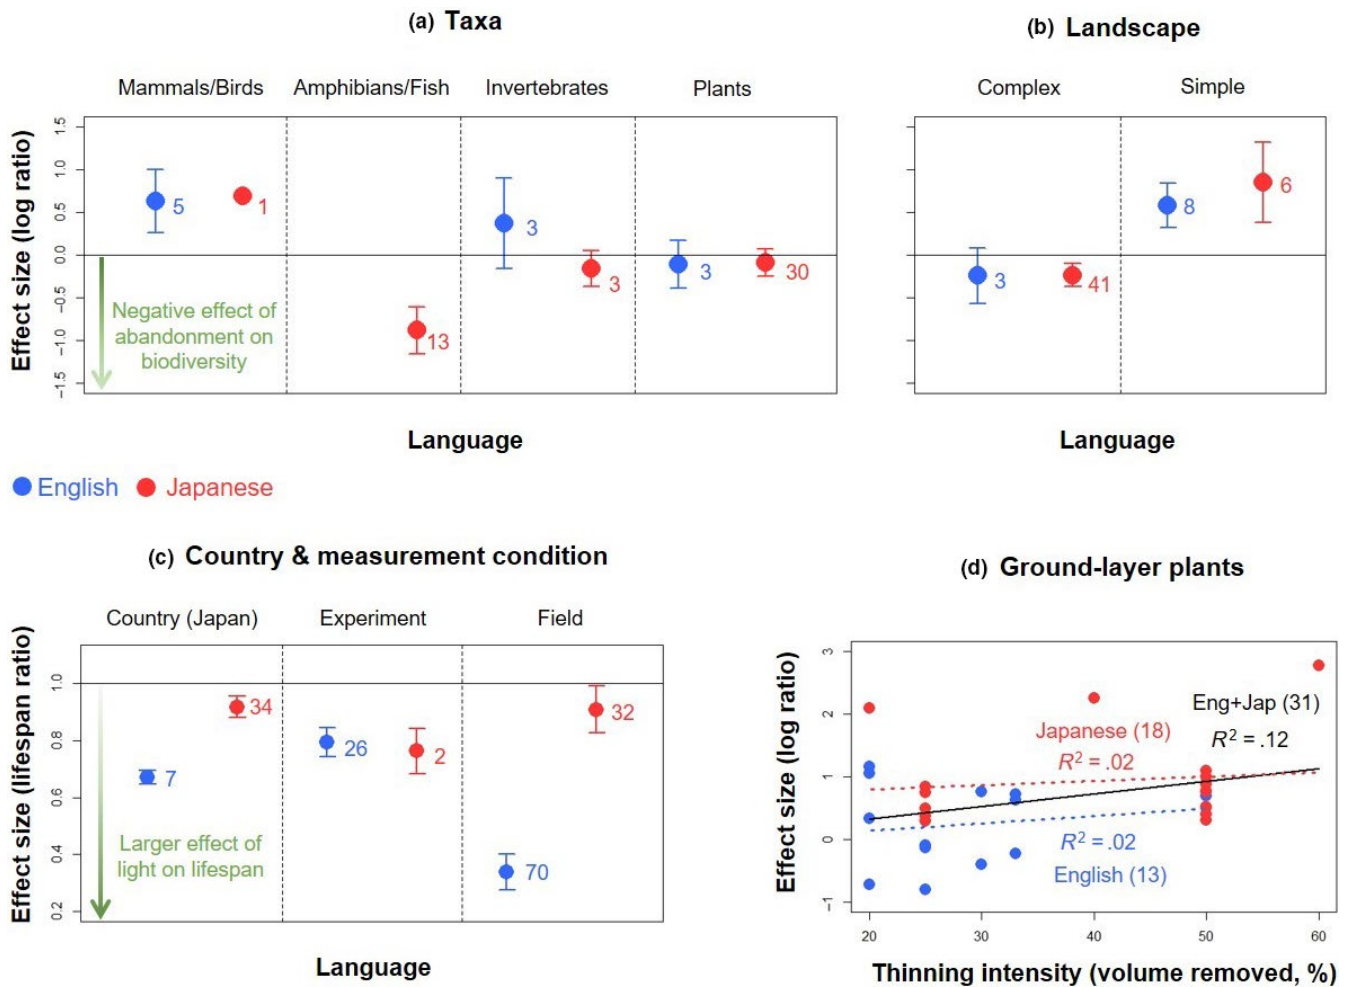 (a) Taxa
Mammals/Birds Amphibians/Fish Invertebrates Plants
Effect size (log ratio)
1.5
1.0
0.5
0.0
−0.5
−1.0
−1.5
5 1 13 3 3 3 30
Negative effect of
abandonment on
biodiversity
Language
(b) Landscape
Complex Simple
3 41 8 6
Language
English Japanese
(c) Country & measurement condition
Country (Japan) Experiment Field
Effect size (lifespan ratio)
1.0
0.8
0.6
0.4
0.2
7 34 26 2 70 32
Larger effect of
light on lifespan
Language
(d) Ground-layer plants
Effect size (log ratio)
3
2
1
0
−1
Eng+Jap (31)
R² = .12
Japanese (18)
R² = .02
R² = .02
English (13)
20 30 40 50 60
Thinning intensity (volume removed, %)